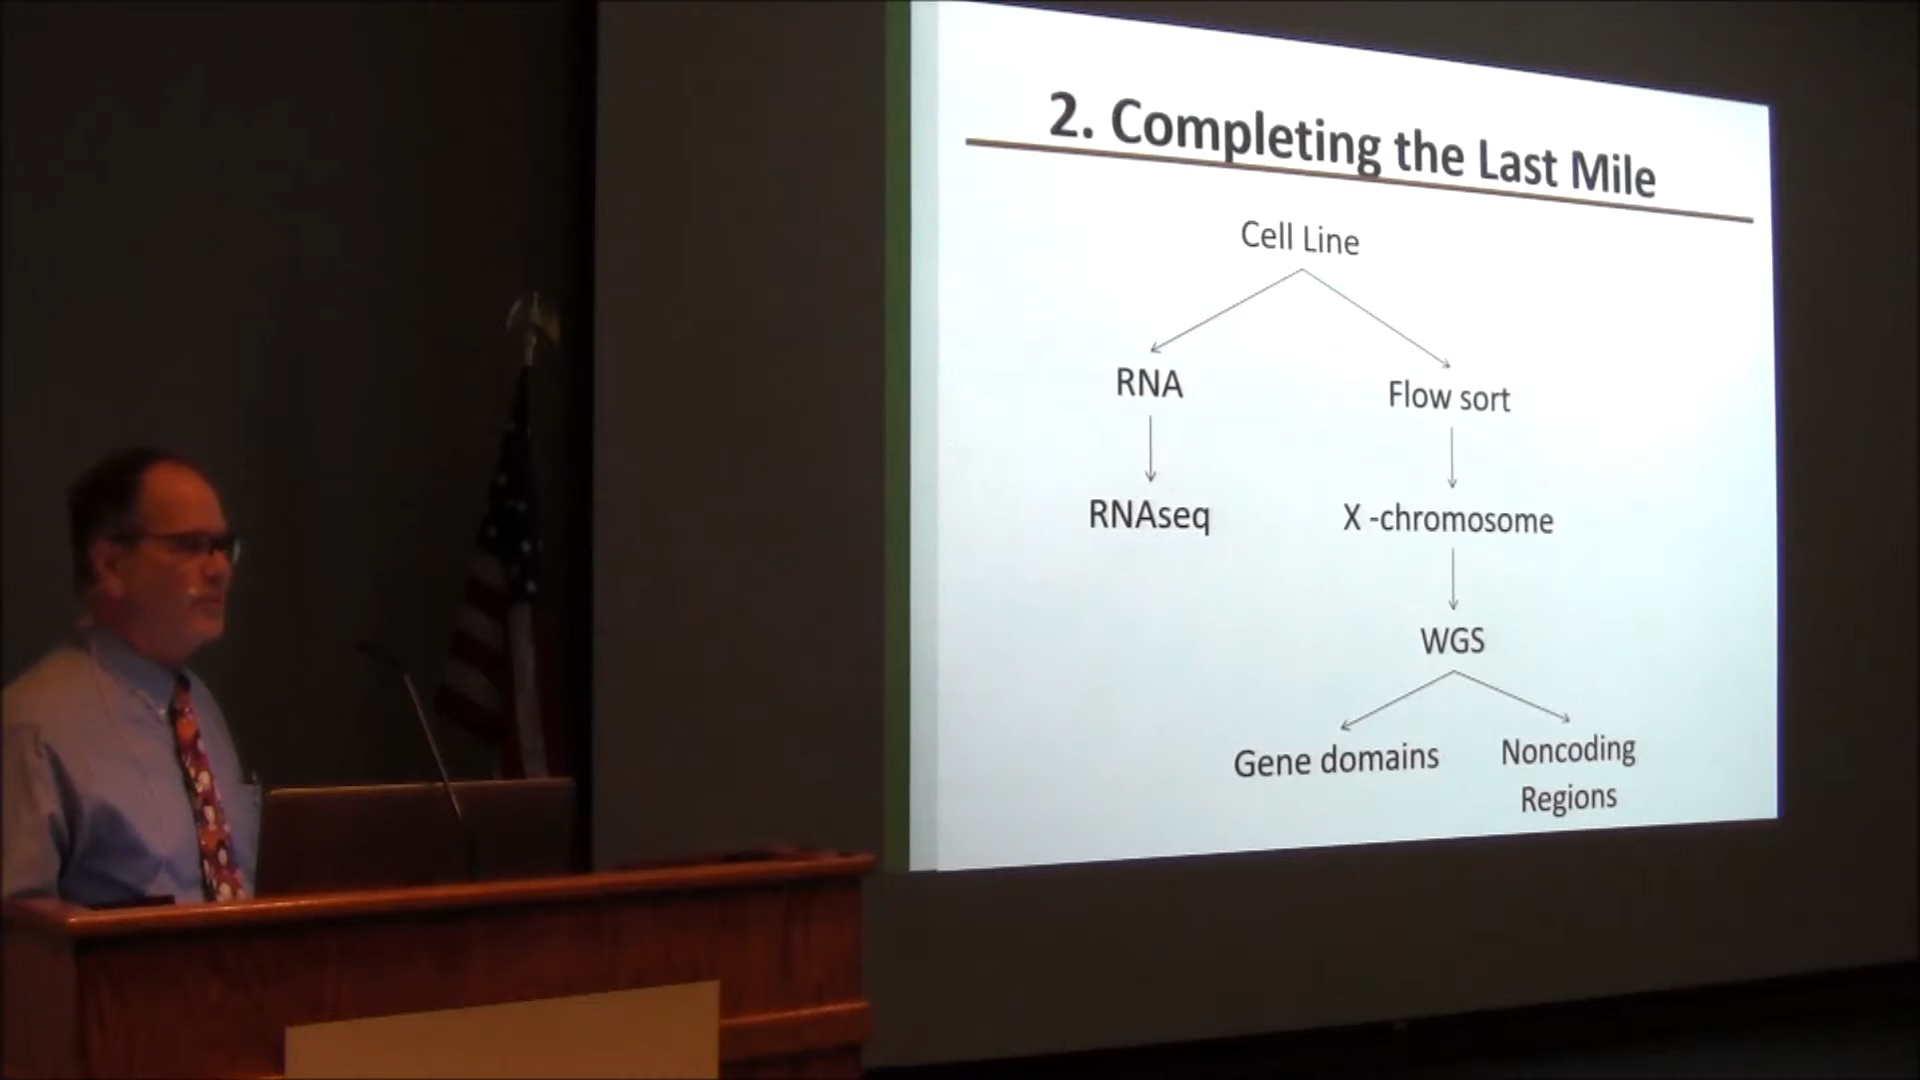 2. Completing the Last Mile
Cell Line
RNA
Flow sort
RNAseq
X -chromosome
WGS
Gene domains
Noncoding
Regions